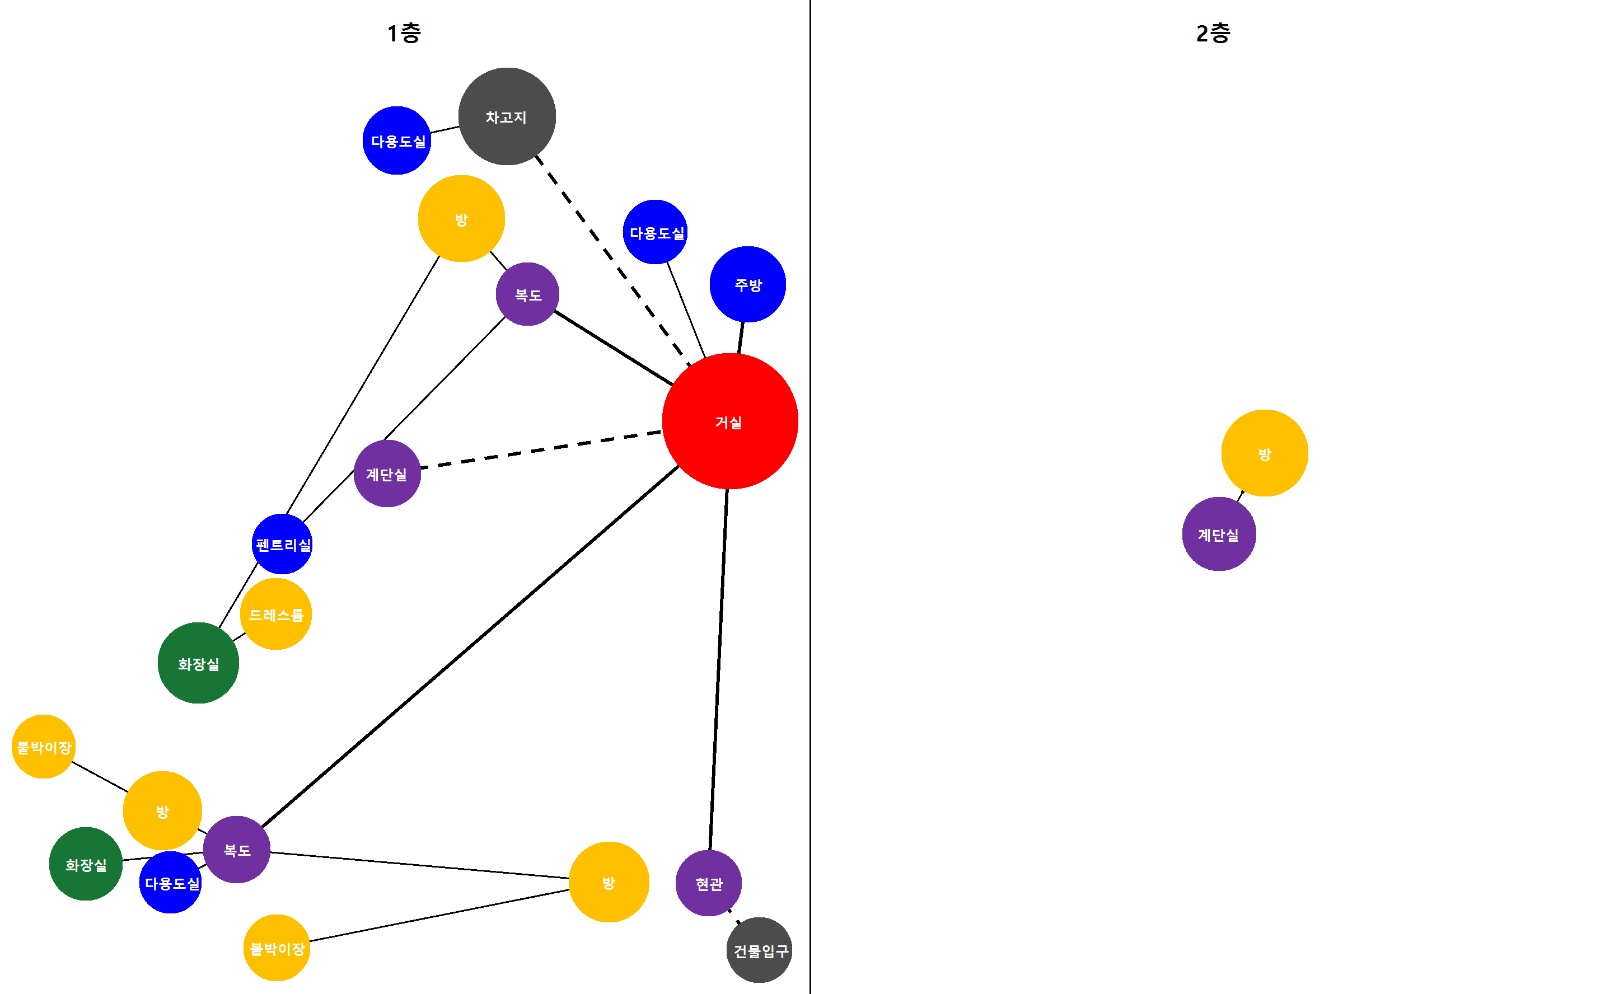 1층
2층
차고지
다용도실
방
다용도실
주방
복도
거실
방
계단실
계단실
펜트리실
드레스룸
화장실
붙박이장
방
복도
화장실
다용도실
방
현관
붙박이장
건물입구